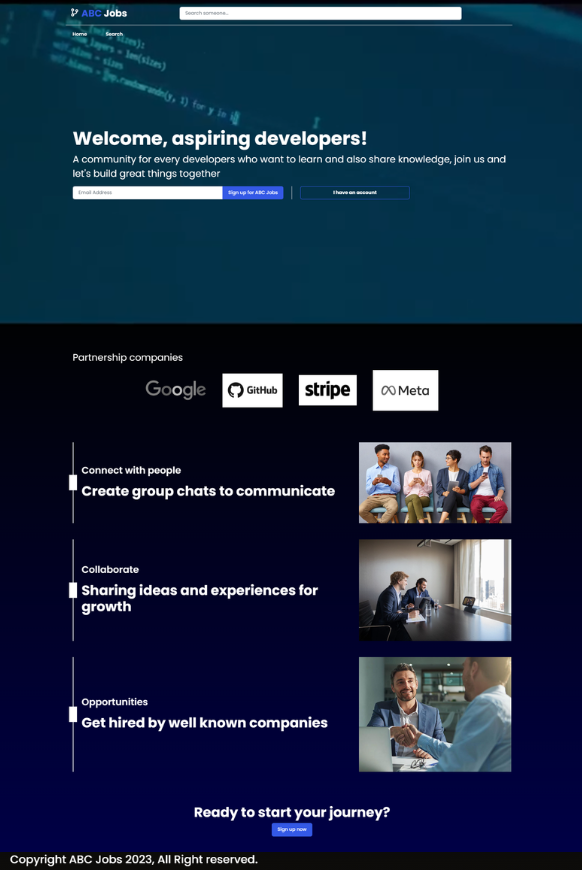 ABC Jobs
Search someone...
Home Search
Welcome, aspiring developers!
A community for every developers who want to learn and also share knowledge, join us and
let's build great things together
Email Address
Sign up for ABC Jobs
I have an account
Partnership companies
Google
GitHub
stripe
Meta
Connect with people
Create group chats to communicate
Collaborate
Sharing ideas and experiences for
growth
Opportunities
Get hired by well known companies
Ready to start your journey?
Sign up now
Copyright ABC Jobs 2023, All Right reserved.